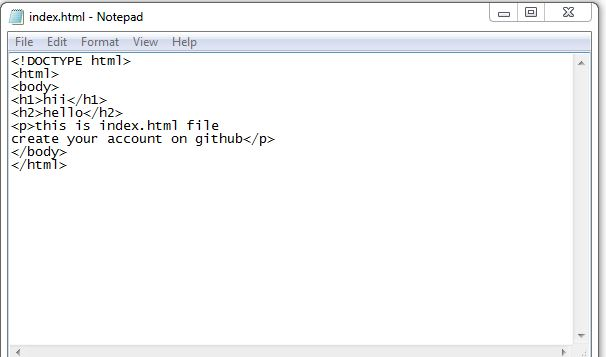 index.html - Notepad
File Edit Format View Help
<!DOCTYPE html>
<html>
<body>
<h1>hii</h1>
<h2>hello</h2>
<p>this is index.html file
create your account on github</p>
</body>
</html>